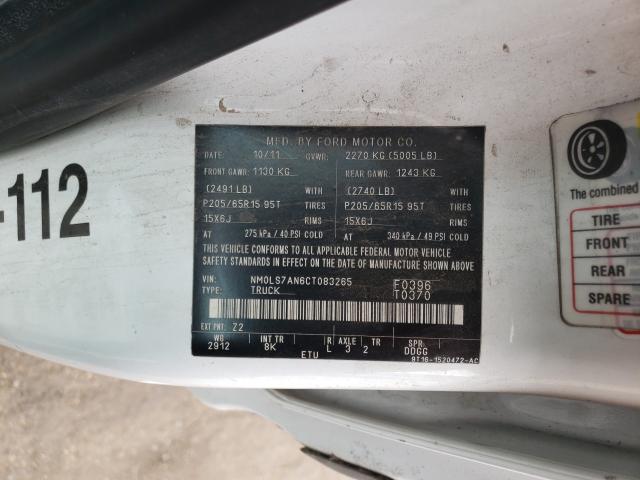 -112
MFD. BY FORD MOTOR CO.
DATE: 10/11 GVWR: 2270 KG (5005 LB)
FRONT GAWR: 1130 KG REAR GAWR: 1243 KG
(2491 LB) WITH (2740 LB) WITH
P205/65R15 95T TIRES P205/65R15 95T TIRES
15X6J RIMS 15X6J RIMS
AT 275 kPa / 40 PSI COLD AT 340 kPa / 49 PSI COLD
THIS VEHICLE CONFORMS TO ALL APPLICABLE FEDERAL MOTOR VEHICLE
SAFETY STANDARDS IN EFFECT ON THE DATE OF MANUFACTURE SHOWN ABOVE.
VIN: NM0LS7AN6CT083265 F0396
TYPE: TRUCK T0370
EXT PNT: Z2
WB INT TR R AXLE TR SPR
2912 8K L 3 2 DDGG
ETU 9T16-1520472-AC
The combined
TIRE
FRONT
REAR
SPARE